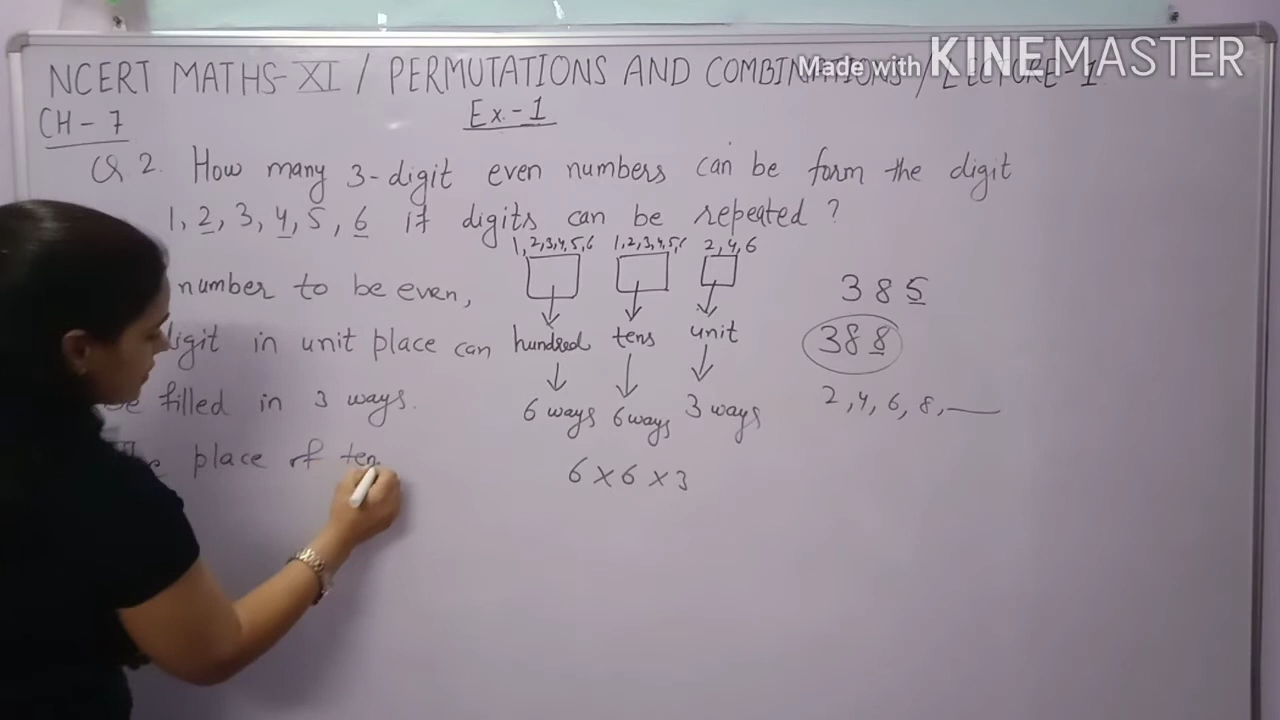 NCERT MATHS-XI / PERMUTATIONS AND COMBINATIONS / LECTURE-1
Made with KINEMASTER
CH-7
Ex.-1
Q 2. How many 3-digit even numbers can be form the digit
1, 2, 3, 4, 5, 6 if digits can be repeated ?
1,2,3,4,5,6 1,2,3,4,5,6 2,4,6
number to be even,
385
digit in unit place can
hundred tens unit
388
be filled in 3 ways.
6 ways 6 ways 3 ways
2, 4, 6, 8, —
place of ten
6 × 6 × 3